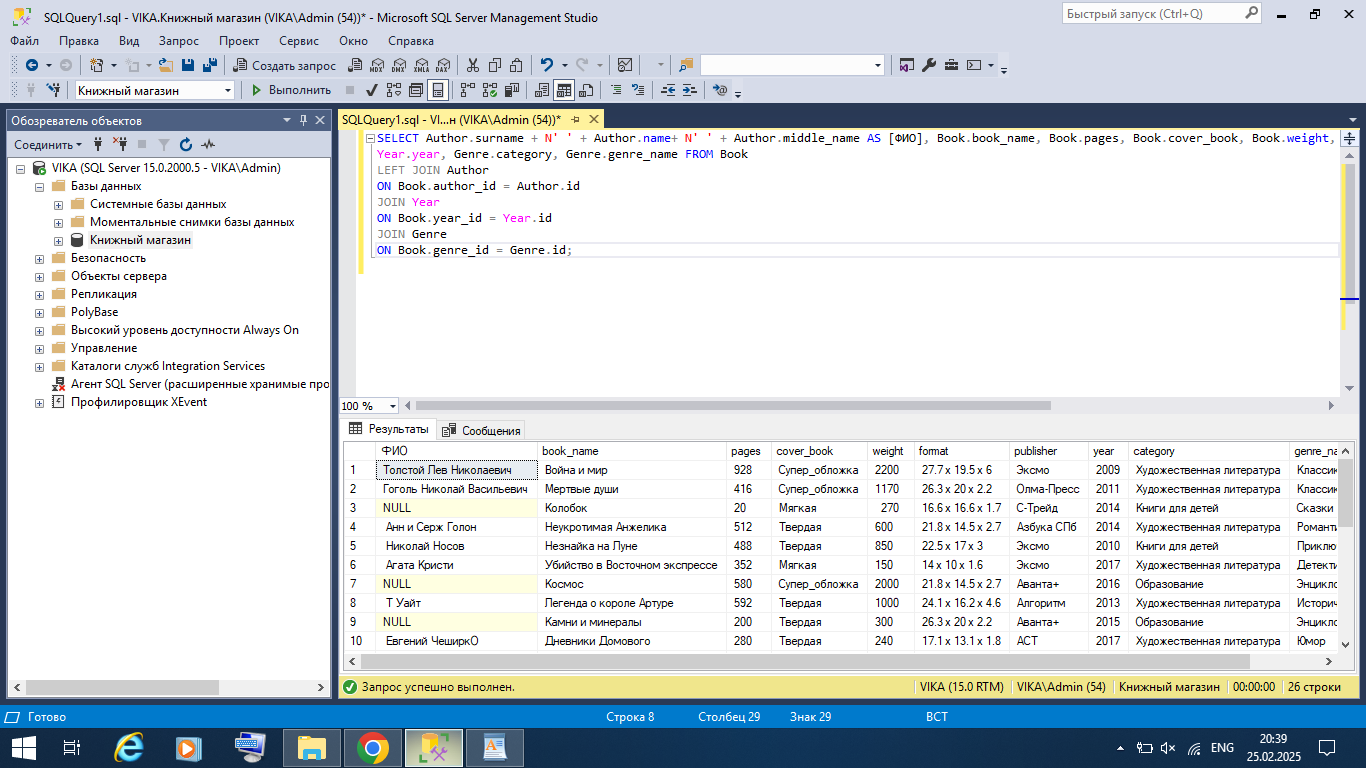 SQLQuery1.sql - VIKA.Книжный магазин (VIKA\Admin (54))* - Microsoft SQL Server Management Studio
Быстрый запуск (Ctrl+Q)
Файл Правка Вид Запрос Проект Сервис Окно Справка
Создать запрос MDX DMX XMLA DAX
Книжный магазин Выполнить
Обозреватель объектов
Соединить
VIKA (SQL Server 15.0.2000.5 - VIKA\Admin)
Базы данных
Системные базы данных
Моментальные снимки базы данных
Книжный магазин
Безопасность
Объекты сервера
Репликация
PolyBase
Высокий уровень доступности Always On
Управление
Каталоги служб Integration Services
Агент SQL Server (расширенные хранимые про
Профилировщик XEvent
SQLQuery1.sql - VI...н (VIKA\Admin (54))*
SELECT Author.surname + N' ' + Author.name+ N' ' + Author.middle_name AS [ФИО], Book.book_name, Book.pages, Book.cover_book, Book.weight,
Year.year, Genre.category, Genre.genre_name FROM Book
LEFT JOIN Author
ON Book.author_id = Author.id
JOIN Year
ON Book.year_id = Year.id
JOIN Genre
ON Book.genre_id = Genre.id;
100 %
Результаты Сообщения
ФИО book_name pages cover_book weight format publisher year category genre_na
1 Толстой Лев Николаевич Война и мир 928 Супер_обложка 2200 27.7 x 19.5 x 6 Эксмо 2009 Художественная литература Классик
2 Гоголь Николай Васильевич Мертвые души 416 Супер_обложка 1170 26.3 x 20 x 2.2 Олма-Пресс 2011 Художественная литература Классик
3 NULL Колобок 20 Мягкая 270 16.6 x 16.6 x 1.7 С-Трейд 2014 Книги для детей Сказки
4 Анн и Серж Голон Неукротимая Анжелика 512 Твердая 600 21.8 x 14.5 x 2.7 Азбука СПб 2014 Художественная литература Романти
5 Николай Носов Незнайка на Луне 488 Твердая 850 22.5 x 17 x 3 Эксмо 2010 Книги для детей Приклю
6 Агата Кристи Убийство в Восточном экспрессе 352 Мягкая 150 14 x 10 x 1.6 Эксмо 2017 Художественная литература Детекти
7 NULL Космос 580 Супер_обложка 2000 21.8 x 14.5 x 2.7 Аванта+ 2016 Образование Энцикло
8 Т Уайт Легенда о короле Артуре 592 Твердая 1000 24.1 x 16.2 x 4.6 Алгоритм 2013 Художественная литература Историч
9 NULL Камни и минералы 200 Твердая 300 26.3 x 20 x 2.2 Аванта+ 2015 Образование Энцикло
10 Евгений ЧеширкО Дневники Домового 280 Твердая 240 17.1 x 13.1 x 1.8 АСТ 2017 Художественная литература Юмор
Запрос успешно выполнен. VIKA (15.0 RTM) VIKA\Admin (54) Книжный магазин 00:00:00 26 строки
Готово Строка 8 Столбец 29 Знак 29 ВСТ
ENG 20:39
25.02.2025